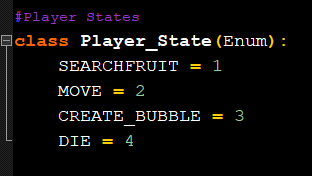 #Player States
class Player_State(Enum):
    SEARCHFRUIT = 1
    MOVE = 2
    CREATE_BUBBLE = 3
    DIE = 4